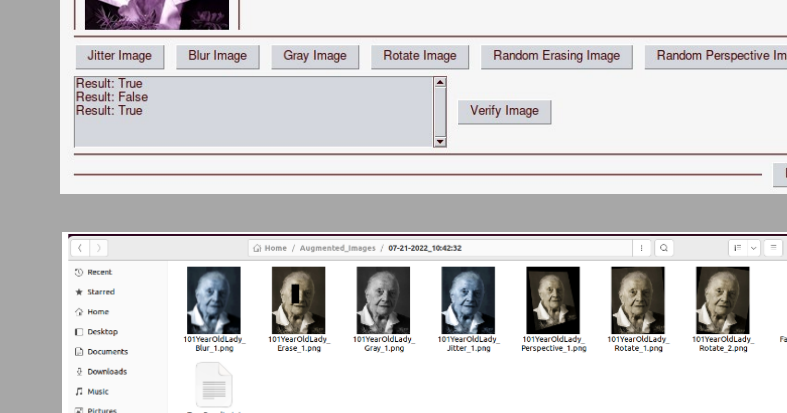 Jitter Image Blur Image Gray Image Rotate Image Random Erasing Image Random Perspective Im
Result: True
Result: False
Result: True
Verify Image
Home / Augmented_Images / 07-21-2022_10:42:32
Recent
Starred
Home
Desktop
Documents
Downloads
Music
Pictures
101YearOldLady_
Blur_1.png
101YearOldLady_
Erase_1.png
101YearOldLady_
Gray_1.png
101YearOldLady_
Jitter_1.png
101YearOldLady_
Perspective_1.png
101YearOldLady_
Rotate_1.png
101YearOldLady_
Rotate_2.png
Fa